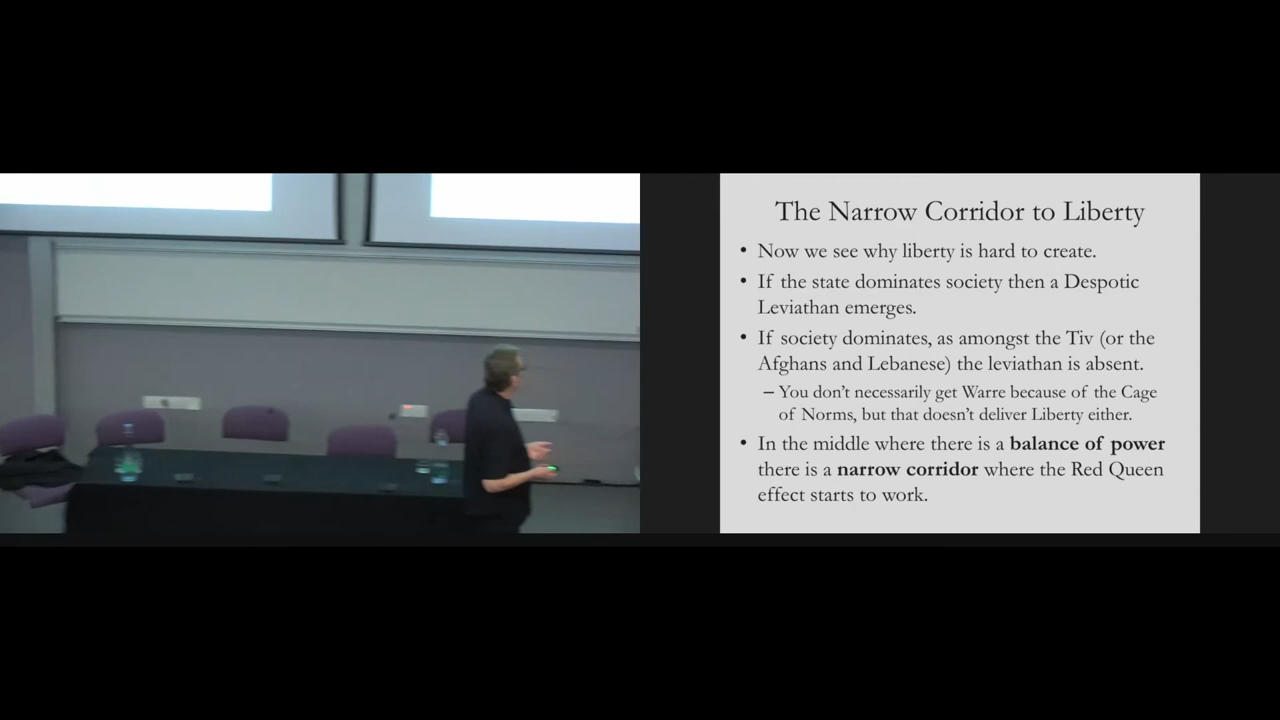 The Narrow Corridor to Liberty
• Now we see why liberty is hard to create.
• If the state dominates society then a Despotic
Leviathan emerges.
• If society dominates, as amongst the Tiv (or the
Afghans and Lebanese) the leviathan is absent.
– You don't necessarily get Warre because of the Cage
of Norms, but that doesn't deliver Liberty either.
• In the middle where there is a balance of power
there is a narrow corridor where the Red Queen
effect starts to work.